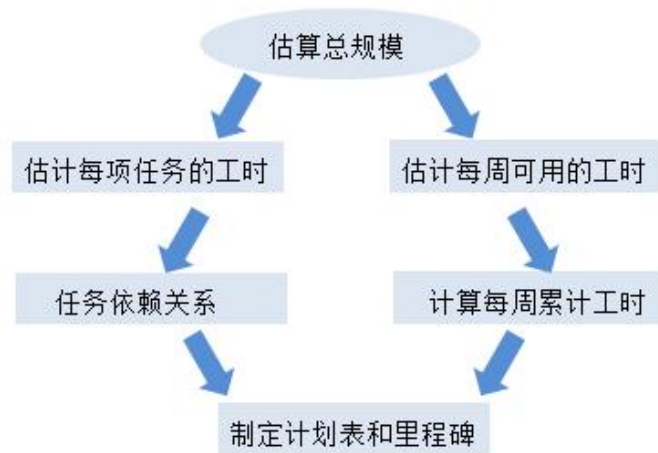 估算总规模
估计每项任务的工时
估计每周可用的工时
任务依赖关系
计算每周累计工时
制定计划表和里程碑